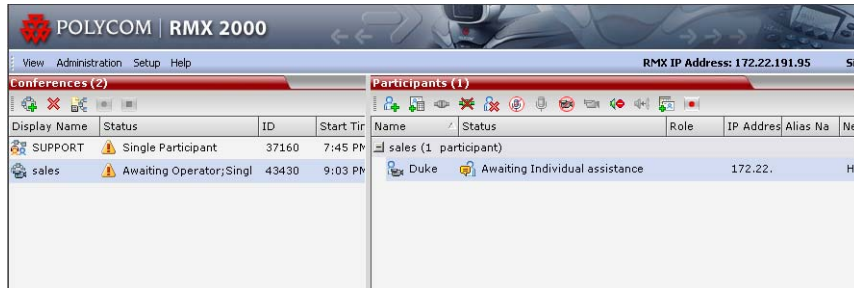 POLYCOM | RMX 2000
View Administration Setup Help RMX IP Address: 172.22.191.95
Conferences (2) Participants (1)
Display Name Status ID Start Tir Name Status Role IP Addres Alias Na Ne
SUPPORT Single Participant 37160 7:45 PM sales (1 participant)
sales Awaiting Operator;Singl 43430 9:03 PM Duke Awaiting Individual assistance 172.22. H